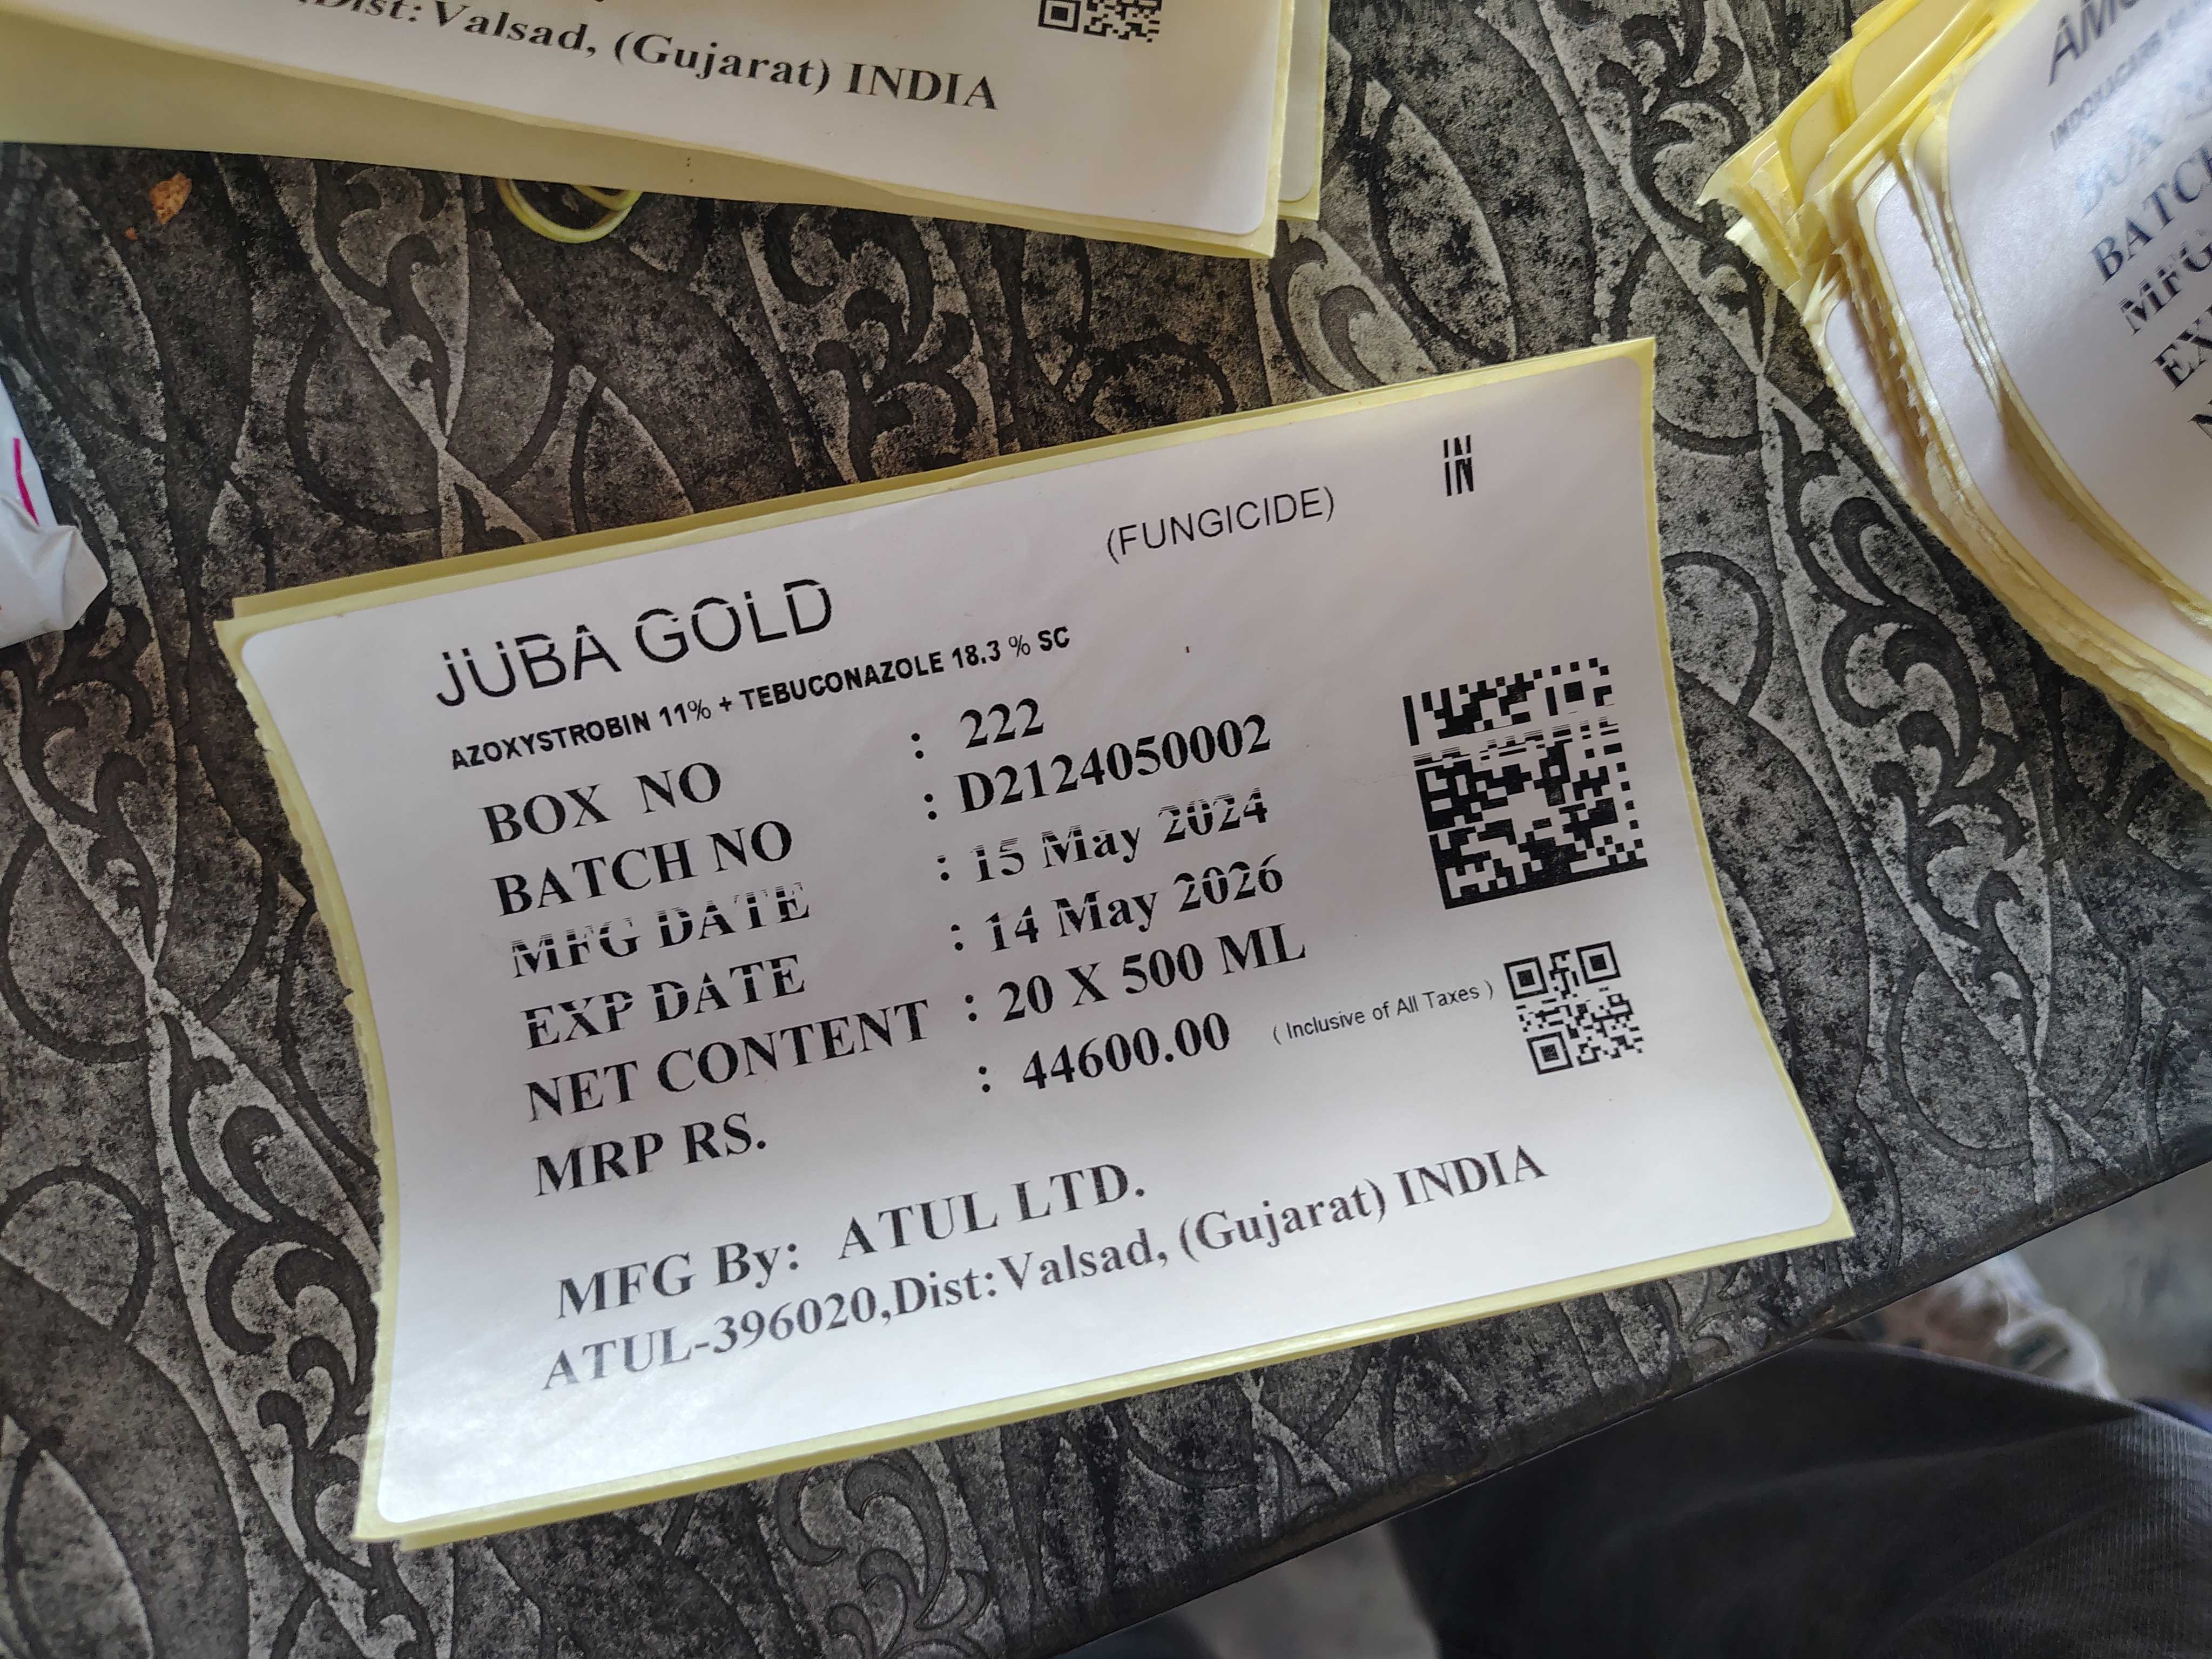 Dist:Valsad, (Gujarat) INDIA
IN
(FUNGICIDE)
JUBA GOLD
AZOXYSTROBIN 11% + TEBUCONAZOLE 18.3 % SC
BOX NO : 222
BATCH NO : D2124050002
MFG DATE : 15 May 2024
EXP DATE : 14 May 2026
NET CONTENT : 20 X 500 ML
MRP RS. : 44600.00 ( Inclusive of All Taxes )
MFG By: ATUL LTD.
ATUL-396020,Dist:Valsad, (Gujarat) INDIA
BOX